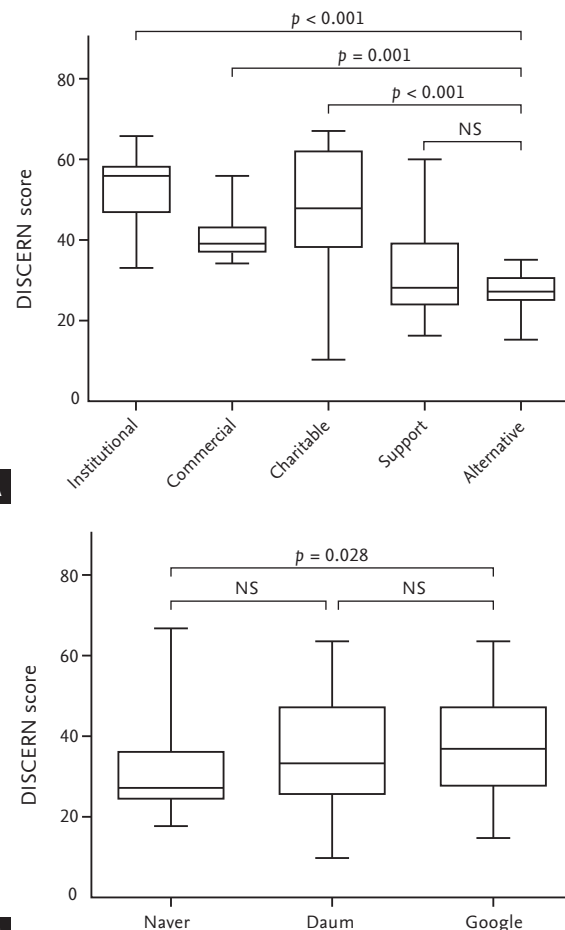 p < 0.001
p = 0.001
p < 0.001
NS
DISCERN score
80
60
40
20
0
Institutional
Commercial
Charitable
Support
Alternative
p = 0.028
NS NS
DISCERN score
80
60
40
20
0
Naver Daum Google